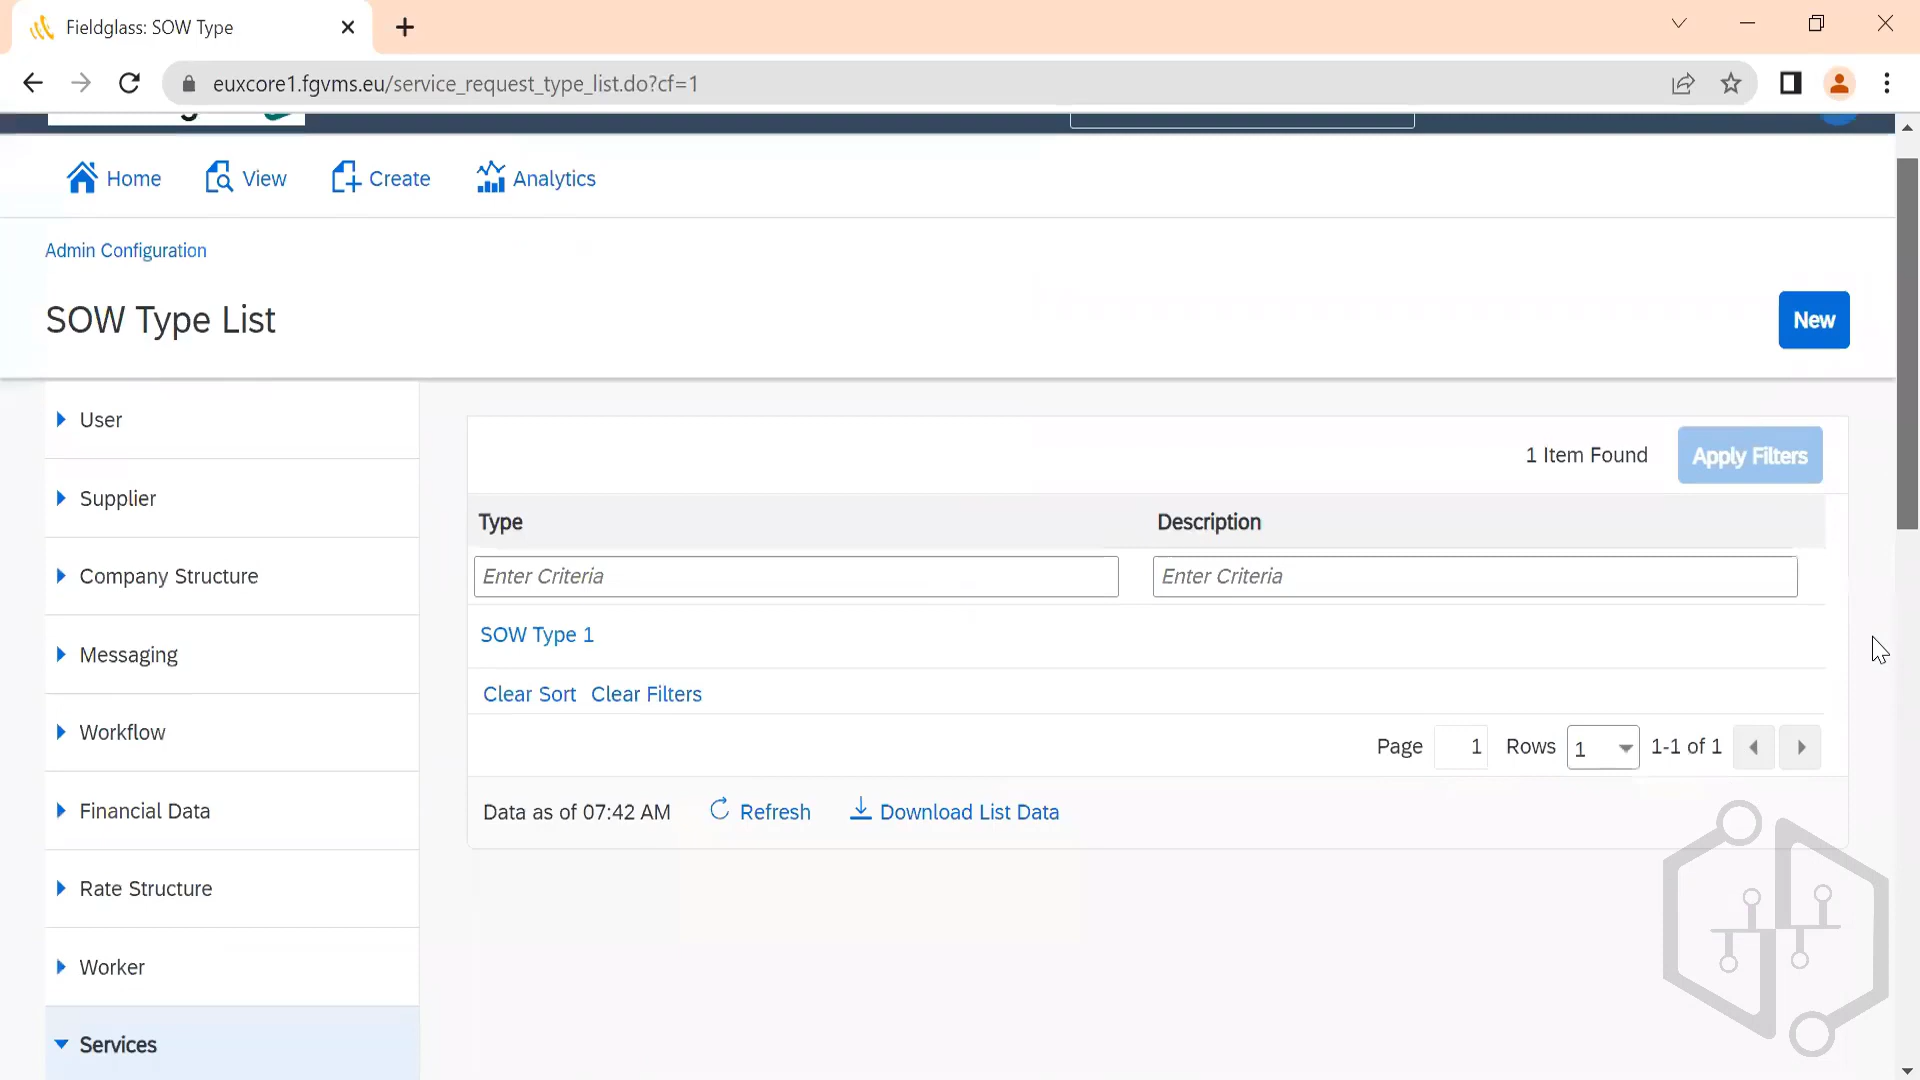 Fieldglass: SOW Type
euxcore1.fgvms.eu/service_request_type_list.do?cf=1
Home View Create Analytics
Admin Configuration
SOW Type List
New
User
Supplier
Company Structure
Messaging
Workflow
Financial Data
Rate Structure
Worker
Services
1 Item Found Apply Filters
Type Description
Enter Criteria Enter Criteria
SOW Type 1
Clear Sort Clear Filters
Page 1 Rows 1 1-1 of 1
Data as of 07:42 AM Refresh Download List Data